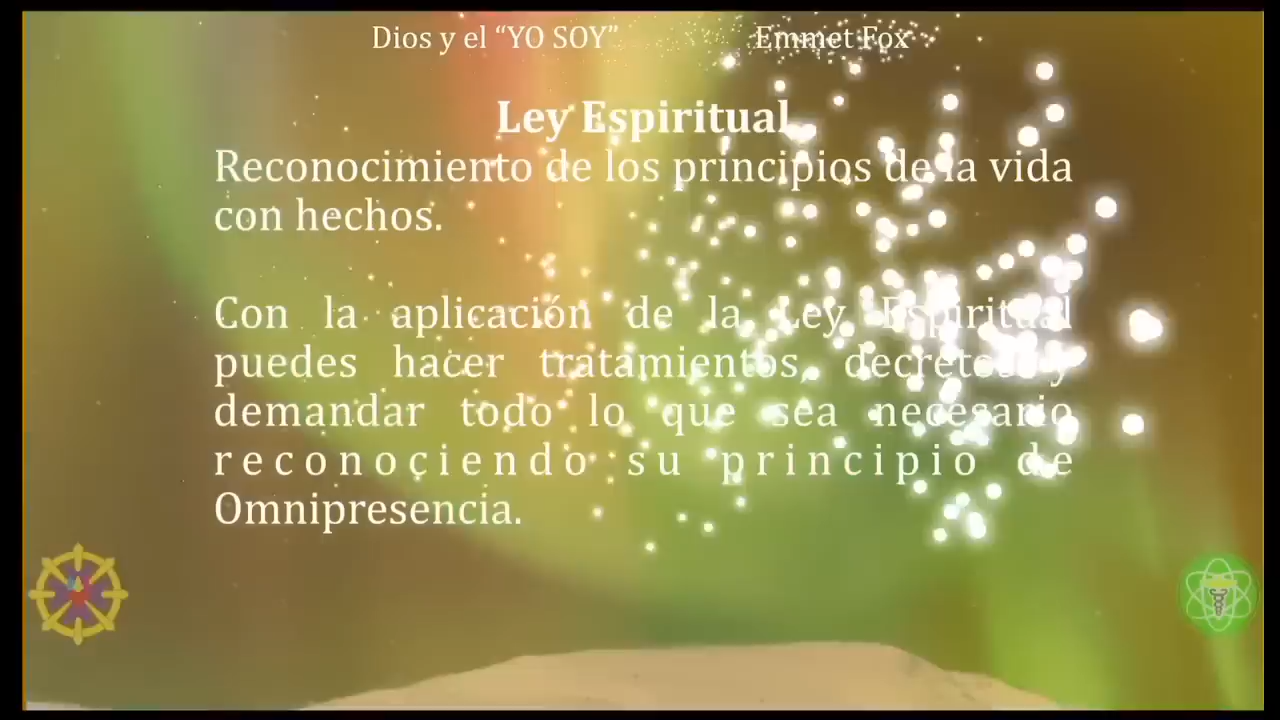 Dios y el “YO SOY” Emmet Fox
Ley Espiritual
Reconocimiento de los principios de la vida
con hechos.
Con la aplicación de la Ley Espiritual
puedes hacer tratamientos, decretos y
demandar todo lo que sea necesario
reconociendo su principio de
Omnipresencia.